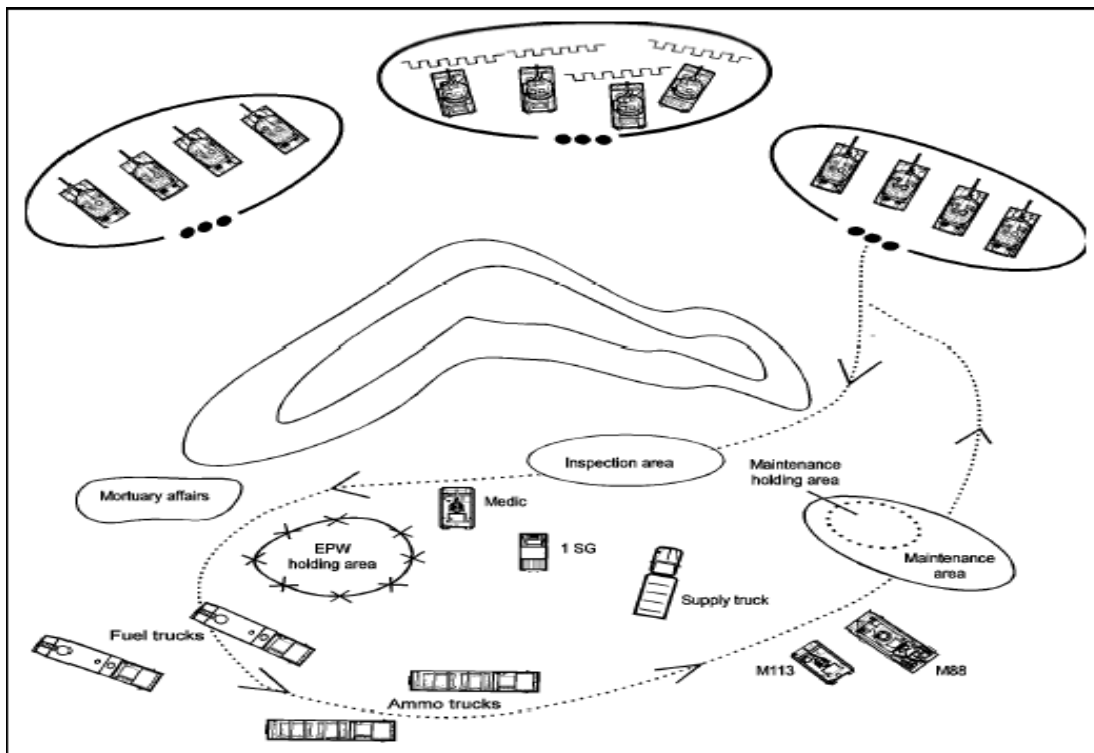 Inspection area
Maintenance
holding area
Mortuary affairs
Medic
EPW
holding area
1 SG
Maintenance
area
Supply truck
Fuel trucks
M113
M88
Ammo trucks